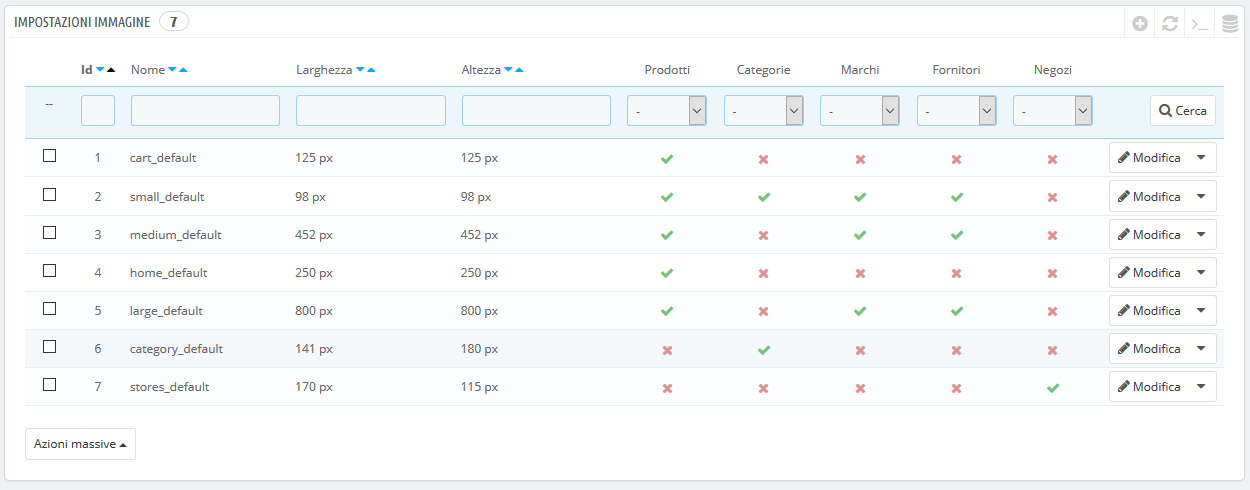 IMPOSTAZIONI IMMAGINE 7
Id Nome Larghezza Altezza Prodotti Categorie Marchi Fornitori Negozi
-- - - - - - Cerca
1 cart_default 125 px 125 px Modifica
2 small_default 98 px 98 px Modifica
3 medium_default 452 px 452 px Modifica
4 home_default 250 px 250 px Modifica
5 large_default 800 px 800 px Modifica
6 category_default 141 px 180 px Modifica
7 stores_default 170 px 115 px Modifica
Azioni massive